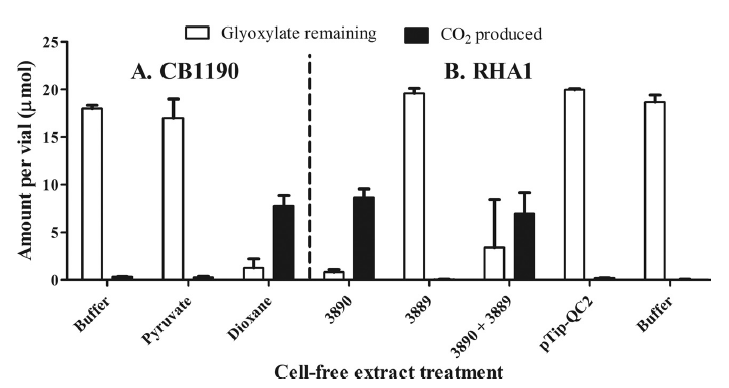 Glyoxylate remaining CO₂ produced
A. CB1190 B. RHA1
Amount per vial (μmol)
25
20
15
10
5
0
Buffer
Pyruvate
Dioxane
3890
3889
3890 + 3889
pTip-QC2
Buffer
Cell-free extract treatment